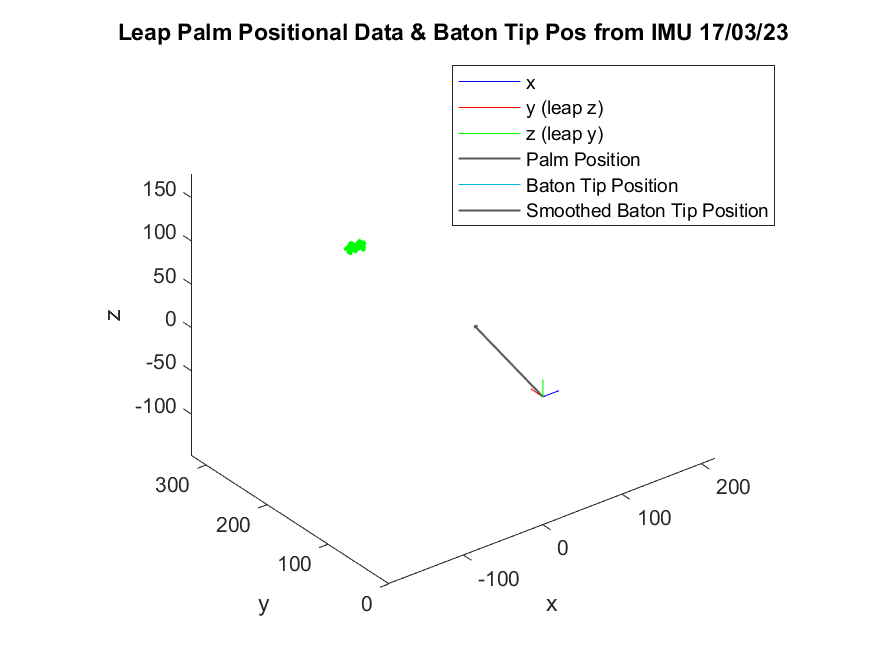 Leap Palm Positional Data & Baton Tip Pos from IMU 17/03/23
x
y (leap z)
z (leap y)
Palm Position
Baton Tip Position
Smoothed Baton Tip Position
150
100
50
0
-50
-100
z
300
200
100
0
y
200
100
0
-100
x